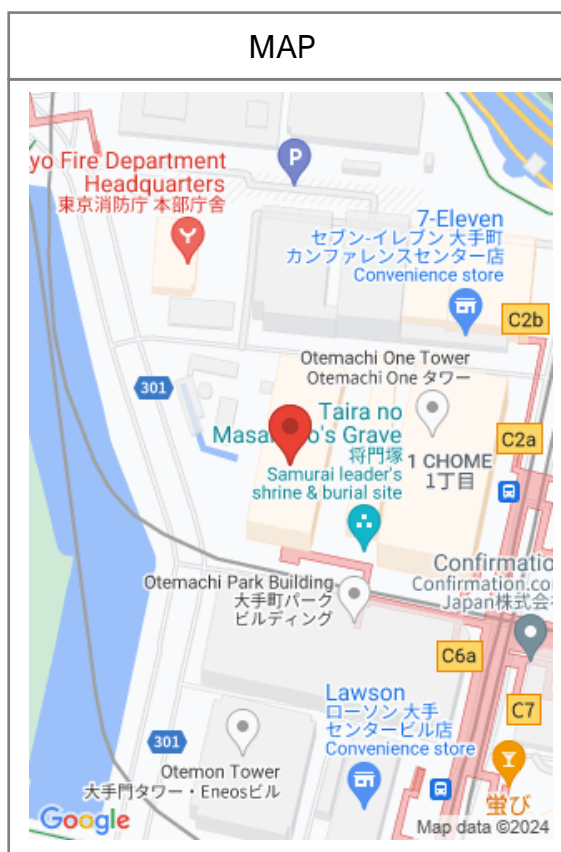 MAP
yo Fire Department
Headquarters
東京消防庁 本部庁舎
P
7-Eleven
セブン-イレブン 大手町
カンファレンスセンター店
Convenience store
C2b
Otemachi One Tower
Otemachi One タワー
301
Taira no
Grave
将門塚
Samurai leader's
shrine & burial site
C2a
1 CHOME
1丁目
Confirmatio
Confirmation.co
Japan株式会
Otemachi Park Building
大手町パーク
ビルディング
C6a
C7
Lawson
ローソン 大手
センタービル店
Convenience store
301
Otemon Tower
大手門タワー・Eneosビル
蛍び
Google
Map data ©2024